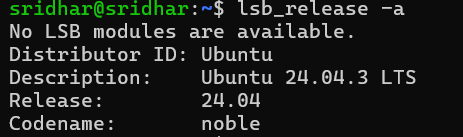 sridhar@sridhar:~$ lsb_release -a
No LSB modules are available.
Distributor ID: Ubuntu
Description:    Ubuntu 24.04.3 LTS
Release:        24.04
Codename:       noble